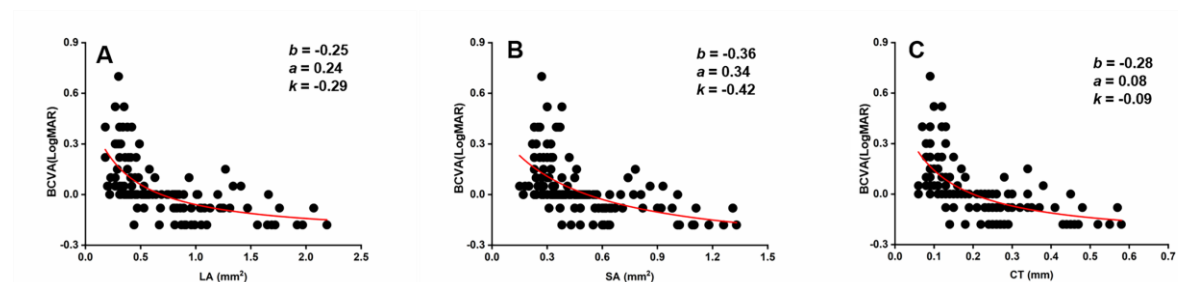 A
b = -0.25
a = 0.24
k = -0.29
BCVA(LogMAR)
0.9
0.6
0.3
0.0
-0.3
0.0 0.5 1.0 1.5 2.0 2.5
LA (mm²)
B
b = -0.36
a = 0.34
k = -0.42
BCVA(LogMAR)
0.9
0.6
0.3
0.0
-0.3
0.0 0.3 0.6 0.9 1.2 1.5
SA (mm²)
C
b = -0.28
a = 0.08
k = -0.09
BCVA(LogMAR)
0.9
0.6
0.3
0.0
-0.3
0.0 0.1 0.2 0.3 0.4 0.5 0.6 0.7
CT (mm)